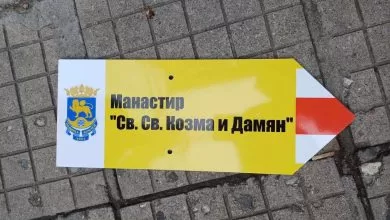 Манастир
"Св. Св. Козма и Дамян"